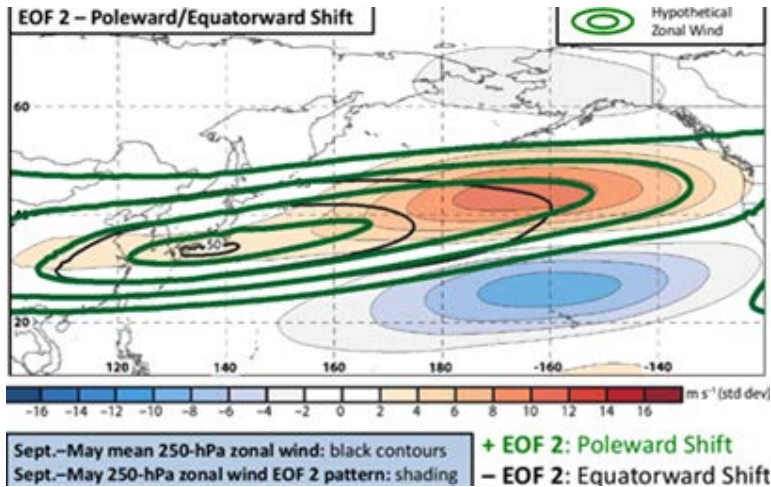 EOF 2 – Poleward/Equatorward Shift
Hypothetical
Zonal Wind
60
50
20
120 140 160 180 -160 -140
−16 −14 −12 −10 −8 −6 −4 −2 0 2 4 6 8 10 12 14 16 m s⁻¹ (std dev)
Sept.–May mean 250-hPa zonal wind: black contours
Sept.–May 250-hPa zonal wind EOF 2 pattern: shading
+ EOF 2: Poleward Shift
− EOF 2: Equatorward Shift